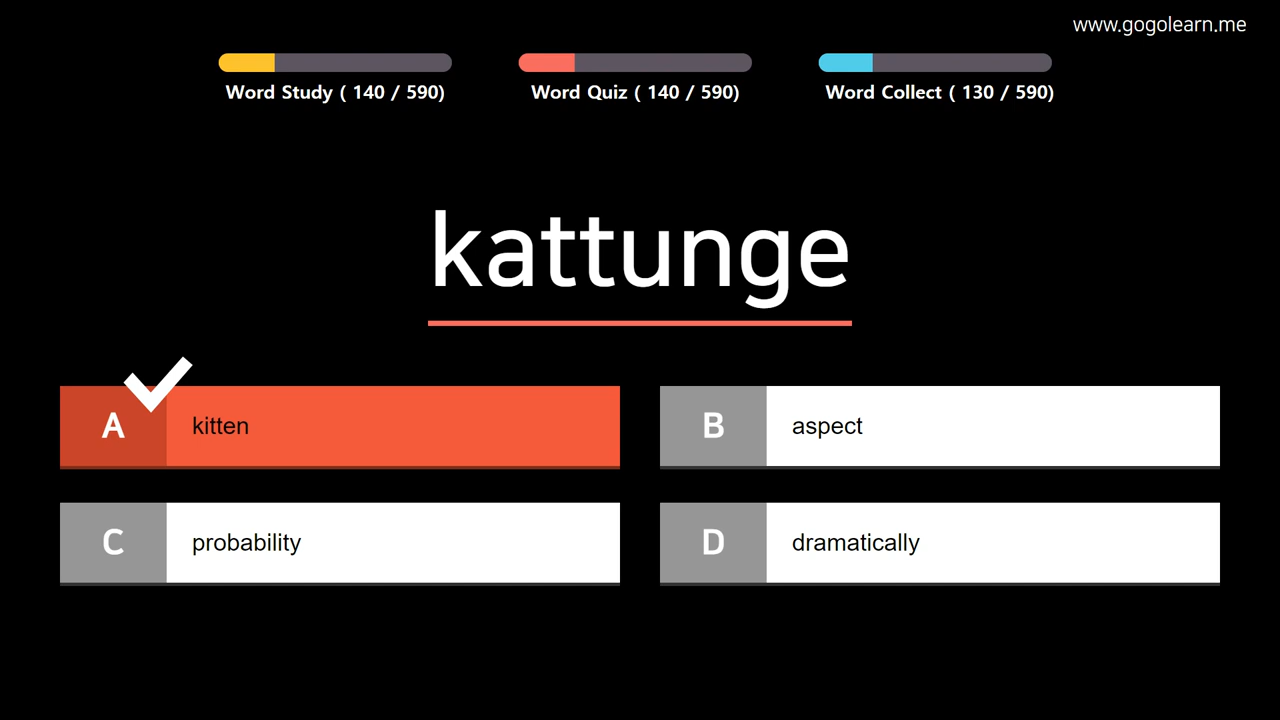 www.gogolearn.me
Word Study ( 140 / 590)
Word Quiz ( 140 / 590)
Word Collect ( 130 / 590)
kattunge
A kitten
B aspect
C probability
D dramatically